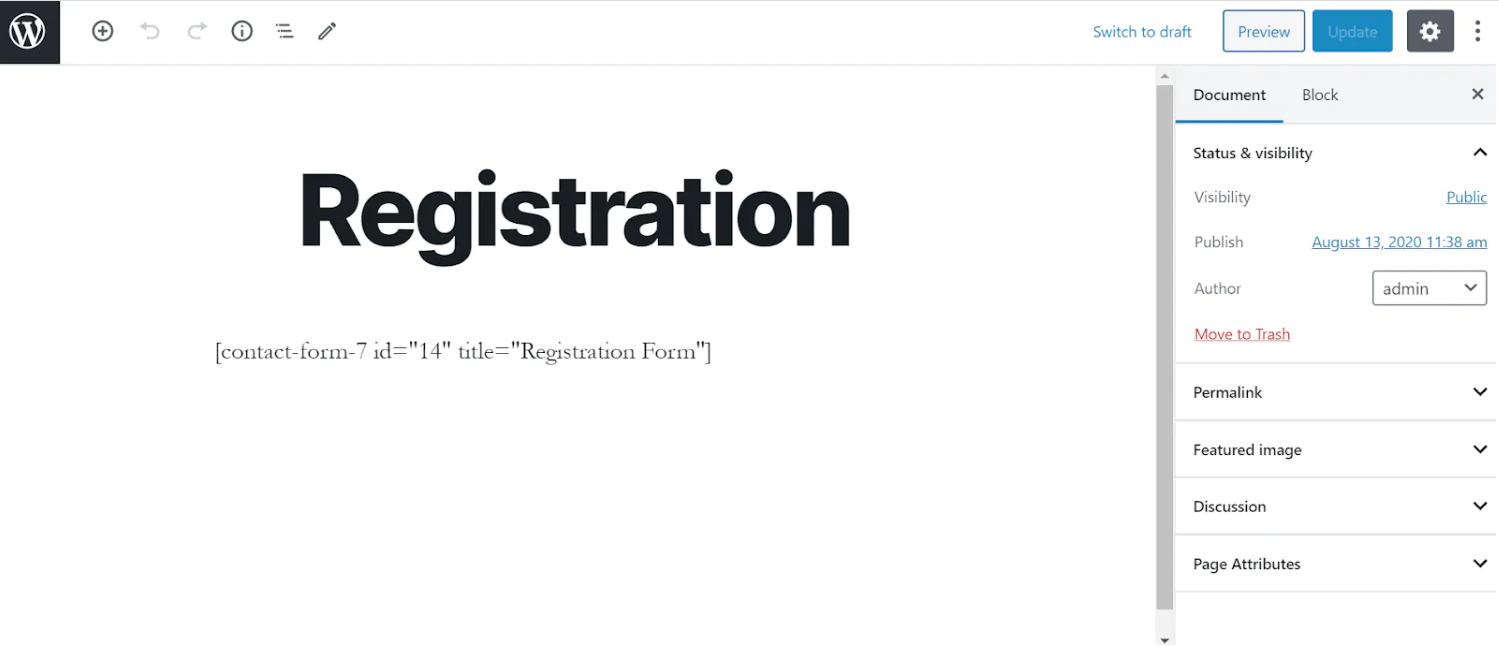 Switch to draft Preview Update
Document Block
Status & visibility
Registration
Visibility Public
Publish August 13, 2020 11:38 am
Author admin
Move to Trash
[contact-form-7 id="14" title="Registration Form"]
Permalink
Featured image
Discussion
Page Attributes